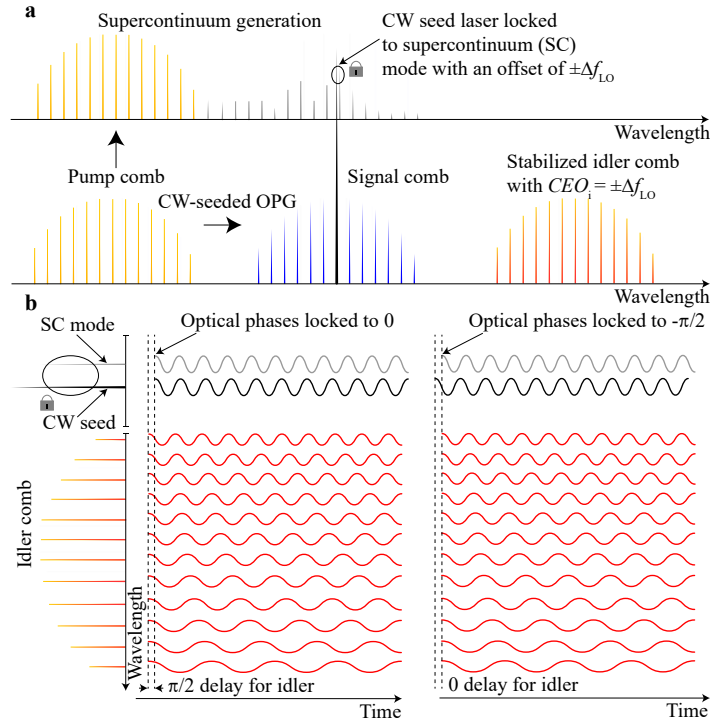 a
Supercontinuum generation
CW seed laser locked
to supercontinuum (SC)
mode with an offset of ±Δf_LO
Wavelength
Pump comb
CW-seeded OPG
Signal comb
Stabilized idler comb
with CEO_i = ±Δf_LO
Wavelength
b
SC mode
CW seed
Optical phases locked to 0
Optical phases locked to -π/2
Idler comb
Wavelength
π/2 delay for idler
Time
0 delay for idler
Time